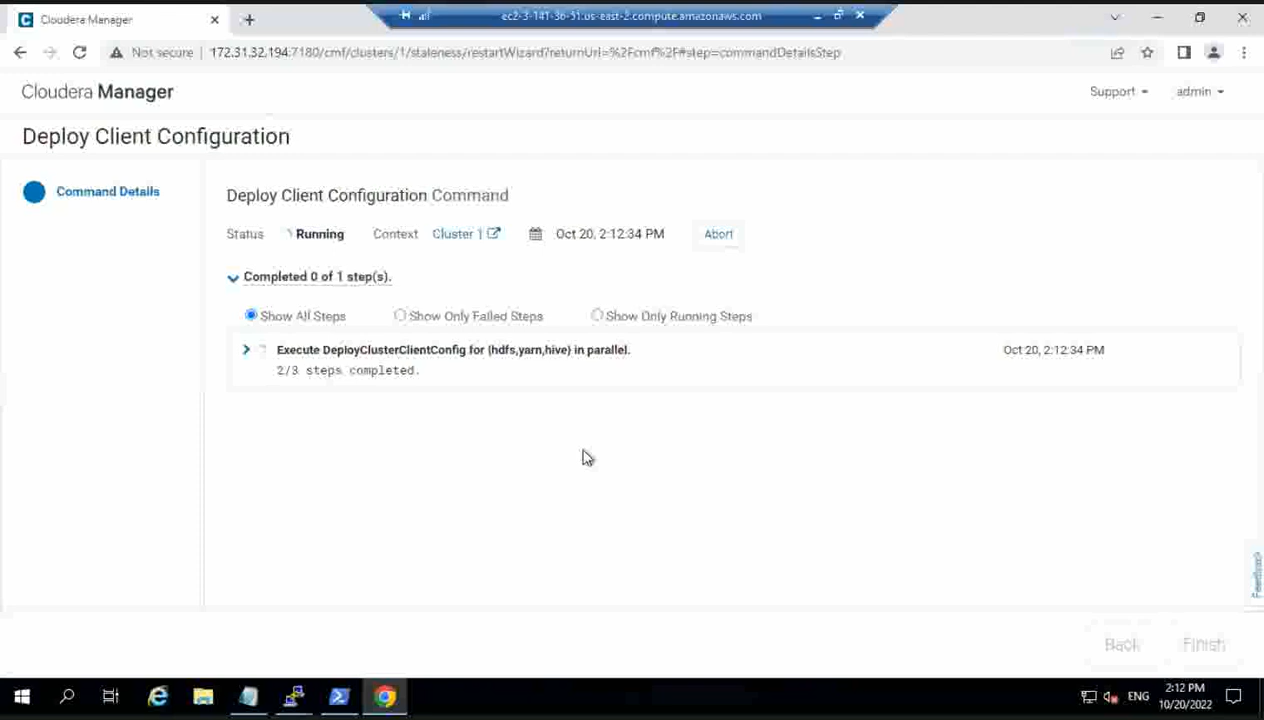 Cloudera Manager
ec2-3-141-36-51.us-east-2.compute.amazonaws.com
Not secure
172.31.32.194:7180/cmf/clusters/1/staleness/restartWizard?returnUrl=%2Fcmf%2F#step=commandDetailsStep
Cloudera Manager
Support
admin
Deploy Client Configuration
Command Details
Deploy Client Configuration Command
Status Running Context Cluster 1 Oct 20, 2:12:34 PM Abort
Completed 0 of 1 step(s).
Show All Steps Show Only Failed Steps Show Only Running Steps
Execute DeployClusterClientConfig for {hdfs,yarn,hive} in parallel. Oct 20, 2:12:34 PM
2/3 steps completed.
Feedback
Back Finish
ENG
2:12 PM
10/20/2022